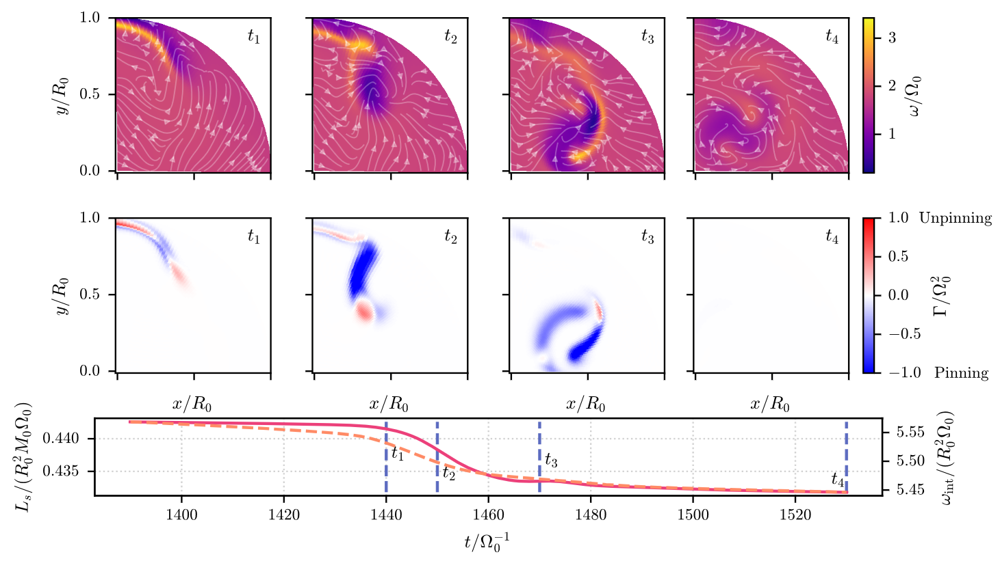 1.0
0.5
0.0
y/R₀
t₁
t₂
t₃
t₄
3
2
1
ω/Ω₀
1.0
0.5
0.0
y/R₀
t₁
t₂
t₃
t₄
1.0 Unpinning
0.5
0.0
−0.5
−1.0 Pinning
Γ/Ω₀²
x/R₀ x/R₀ x/R₀ x/R₀
0.440
0.435
L_s/(R₀²M₀Ω₀)
t₁
t₂
t₃
t₄
5.55
5.50
5.45
ω_int/(R₀²Ω₀)
1400 1420 1440 1460 1480 1500 1520
t/Ω₀⁻¹